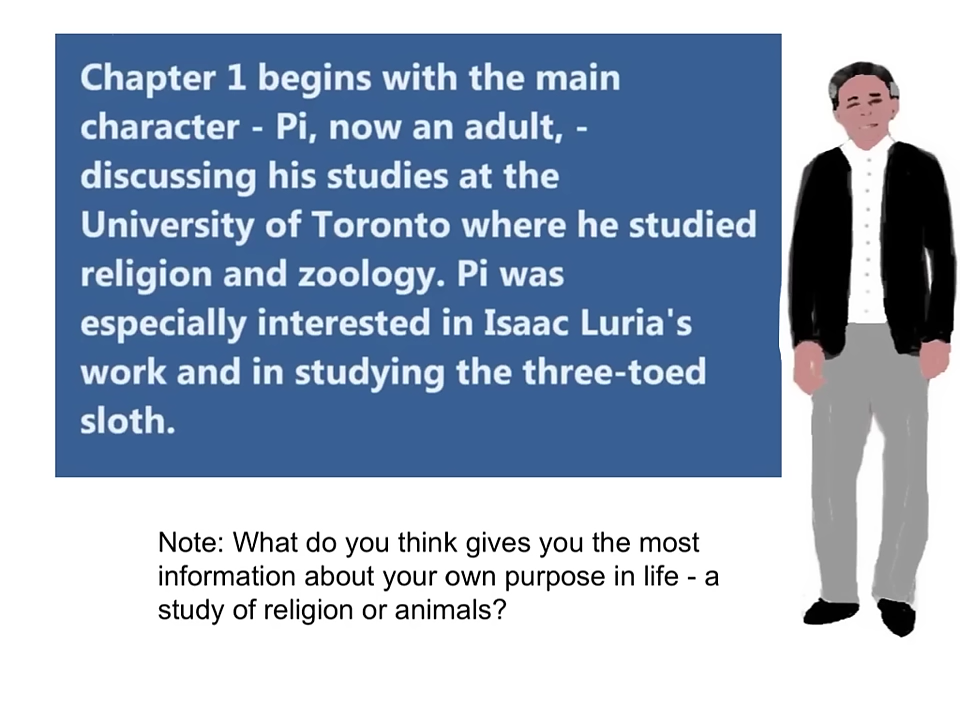 Chapter 1 begins with the main
character - Pi, now an adult, -
discussing his studies at the
University of Toronto where he studied
religion and zoology. Pi was
especially interested in Isaac Luria's
work and in studying the three-toed
sloth.
Note: What do you think gives you the most
information about your own purpose in life - a
study of religion or animals?